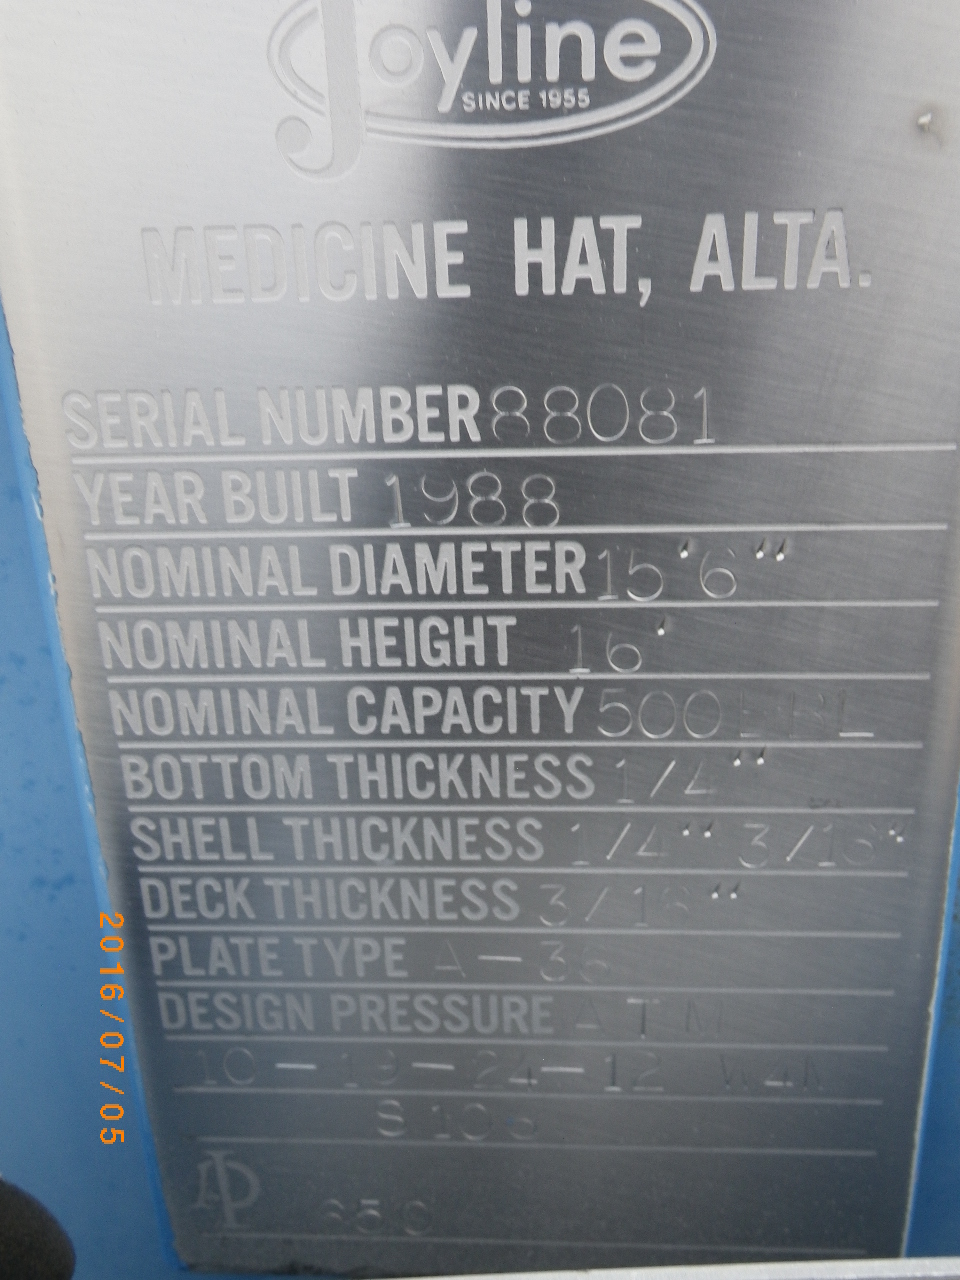 Joyline
SINCE 1955
MEDICINE HAT, ALTA.
SERIAL NUMBER 88081
YEAR BUILT 1988
NOMINAL DIAMETER 15'6"
NOMINAL HEIGHT 16'
NOMINAL CAPACITY 500 BBL
BOTTOM THICKNESS 1/4"
SHELL THICKNESS 1/4" 3/16"
DECK THICKNESS 3/16"
PLATE TYPE A-36
DESIGN PRESSURE ATM
10-19-24-12 W4M
S 10
2016/07/05